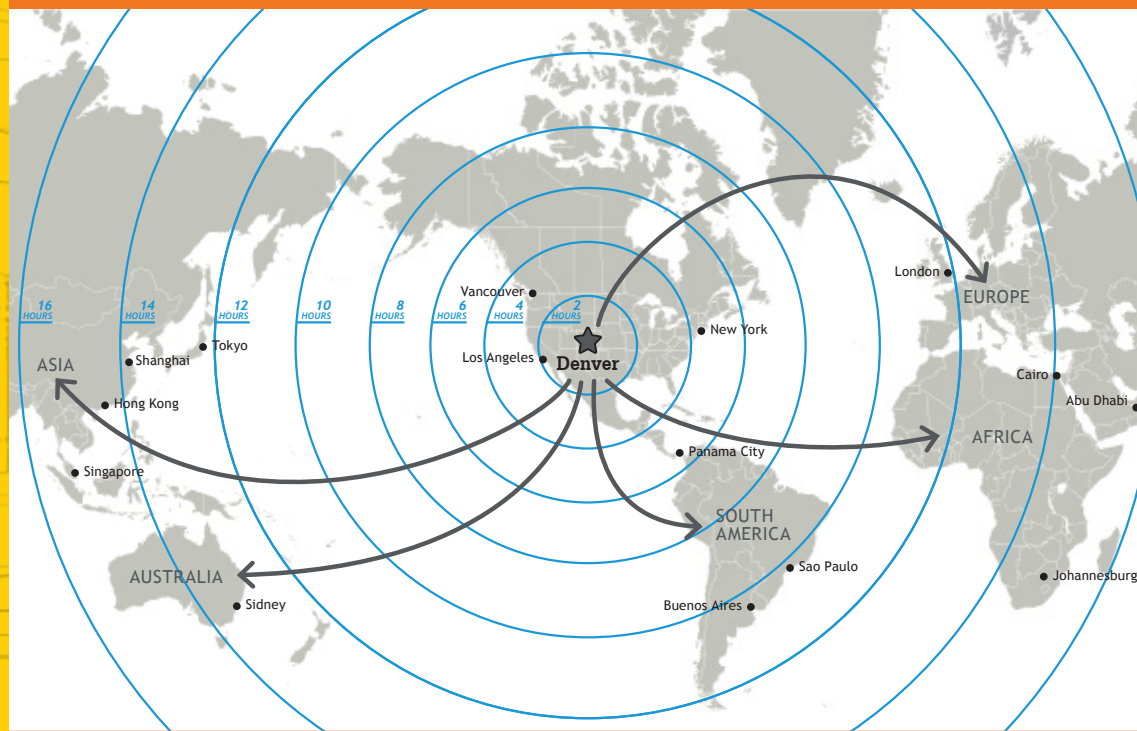 London
EUROPE
Vancouver
16
HOURS
14
HOURS
12
HOURS
10
HOURS
8
HOURS
6
HOURS
4
HOURS
2
HOURS
New York
Tokyo
Shanghai
ASIA
Los Angeles
Denver
Cairo
Hong Kong
Abu Dhabi
AFRICA
Panama City
Singapore
SOUTH
AMERICA
AUSTRALIA
Sao Paulo
Johannesburg
Sidney
Buenos Aires